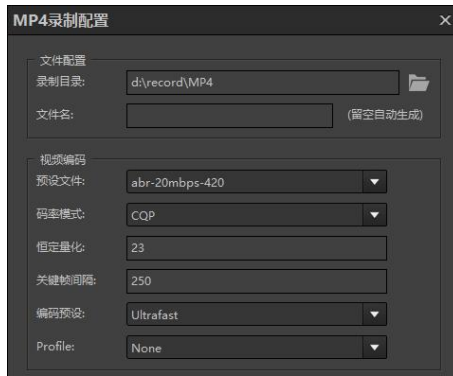 MP4录制配置
文件配置
录制目录: d:\record\MP4
文件名: (留空自动生成)
视频编码
预设文件: abr-20mbps-420
码率模式: CQP
恒定量化: 23
关键帧间隔: 250
编码预设: Ultrafast
Profile: None